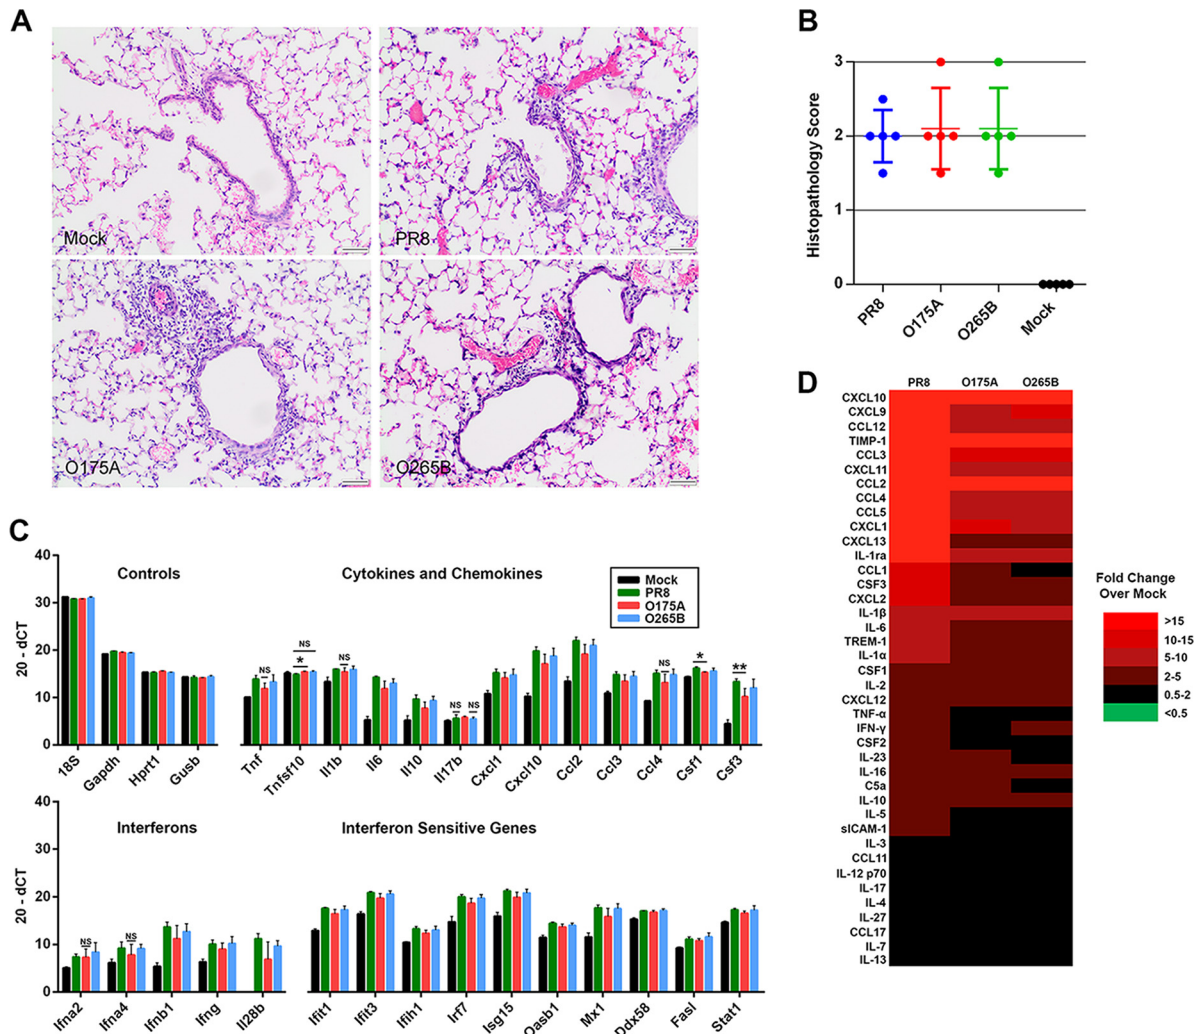 A
Mock
PR8
O175A
O265B
B
Histopathology Score
3
2
1
0
PR8
O175A
O265B
Mock
C
20 - dCT
40
30
20
10
0
Controls
Cytokines and Chemokines
Mock
PR8
O175A
O265B
NS
NS
*
NS
NS
NS
NS
*
**
18S
Gapdh
Hprt1
Gusb
Tnf
Tnfsf10
Il1b
Il6
Il10
Il17b
Cxcl1
Cxcl10
Ccl2
Ccl3
Ccl4
Csf1
Csf3
20 - dCT
40
30
20
10
0
Interferons
Interferon Sensitive Genes
NS
NS
Ifna2
Ifna4
Ifnb1
Ifng
Il28b
Ifit1
Ifit3
Ifih1
Irf7
Isg15
Oasb1
Mx1
Ddx58
Fasl
Stat1
D
PR8 O175A O265B
CXCL10
CXCL9
CCL12
TIMP-1
CCL3
CXCL11
CCL2
CCL4
CCL5
CXCL1
CXCL13
IL-1ra
CCL1
CSF3
CXCL2
IL-1β
IL-6
TREM-1
IL-1α
CSF1
IL-2
CXCL12
TNF-α
IFN-γ
CSF2
IL-23
IL-16
C5a
IL-10
IL-5
sICAM-1
IL-3
CCL11
IL-12 p70
IL-17
IL-4
IL-27
CCL17
IL-7
IL-13
Fold Change
Over Mock
>15
10-15
5-10
2-5
0.5-2
<0.5